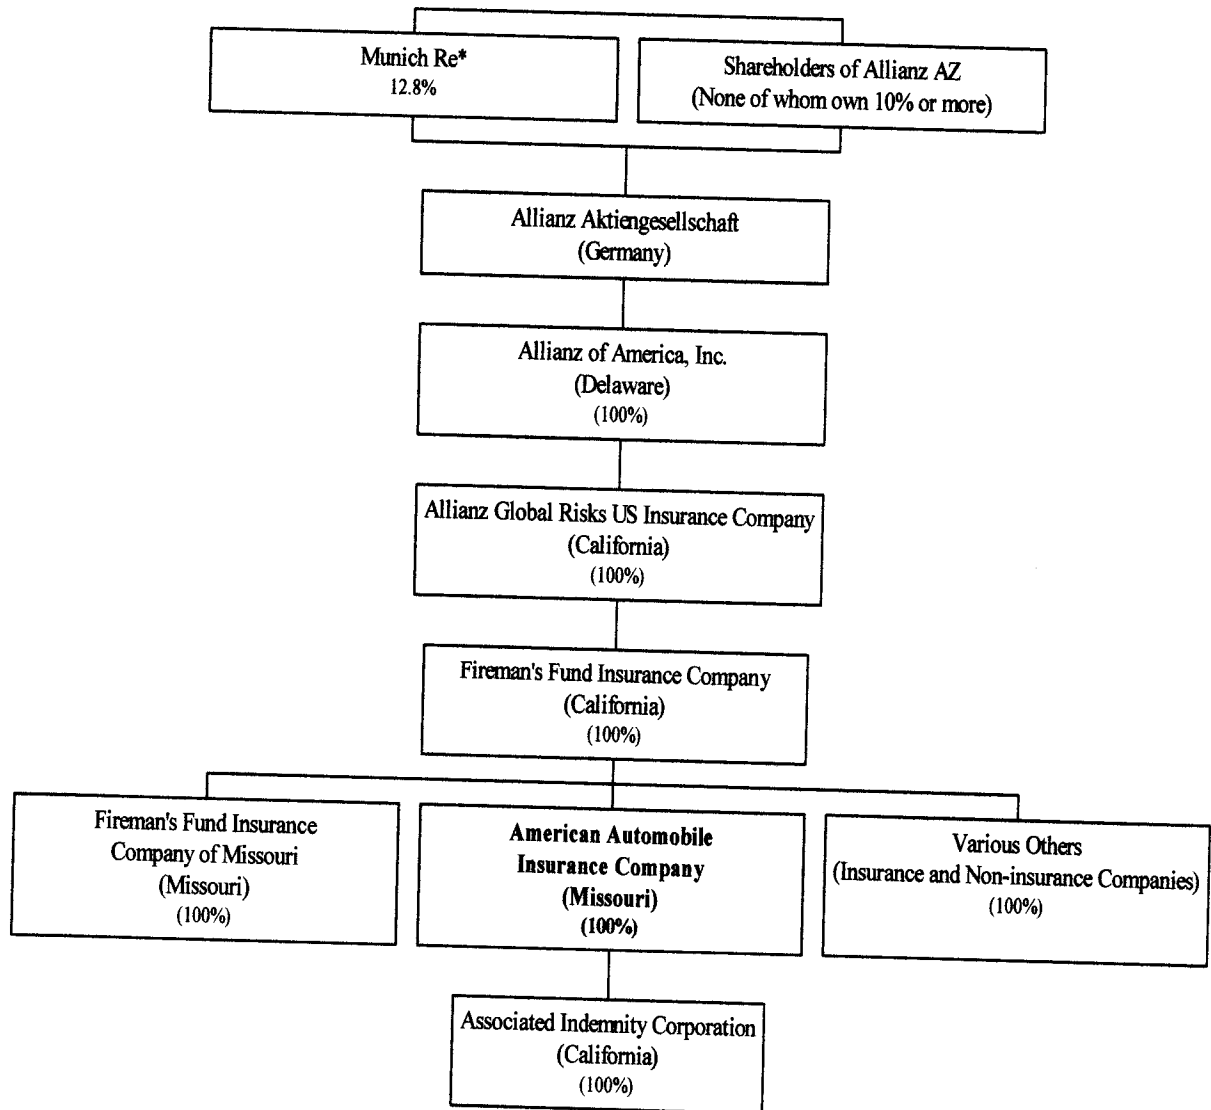 Munich Re*
12.8%
Shareholders of Allianz AZ
(None of whom own 10% or more)
Allianz Aktiengesellschaft
(Germany)
Allianz of America, Inc.
(Delaware)
(100%)
Allianz Global Risks US Insurance Company
(California)
(100%)
Fireman's Fund Insurance Company
(California)
(100%)
Fireman's Fund Insurance
Company of Missouri
(Missouri)
(100%)
American Automobile
Insurance Company
(Missouri)
(100%)
Various Others
(Insurance and Non-insurance Companies)
(100%)
Associated Indemnity Corporation
(California)
(100%)